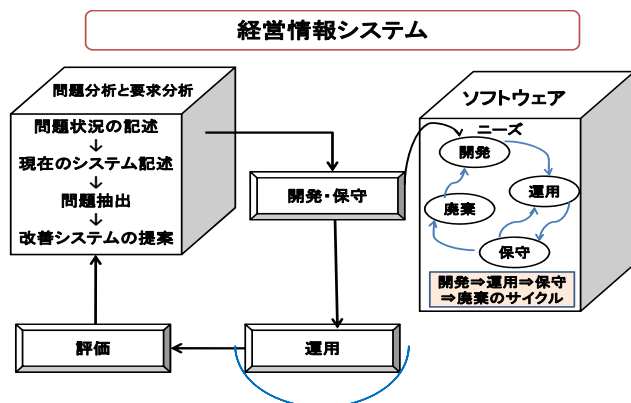 経営情報システム
問題分析と要求分析
問題状況の記述
↓
現在のシステム記述
↓
問題抽出
↓
改善システムの提案
開発・保守
運用
評価
ソフトウェア
ニーズ
開発
運用
廃棄
保守
開発⇒運用⇒保守
⇒廃棄のサイクル